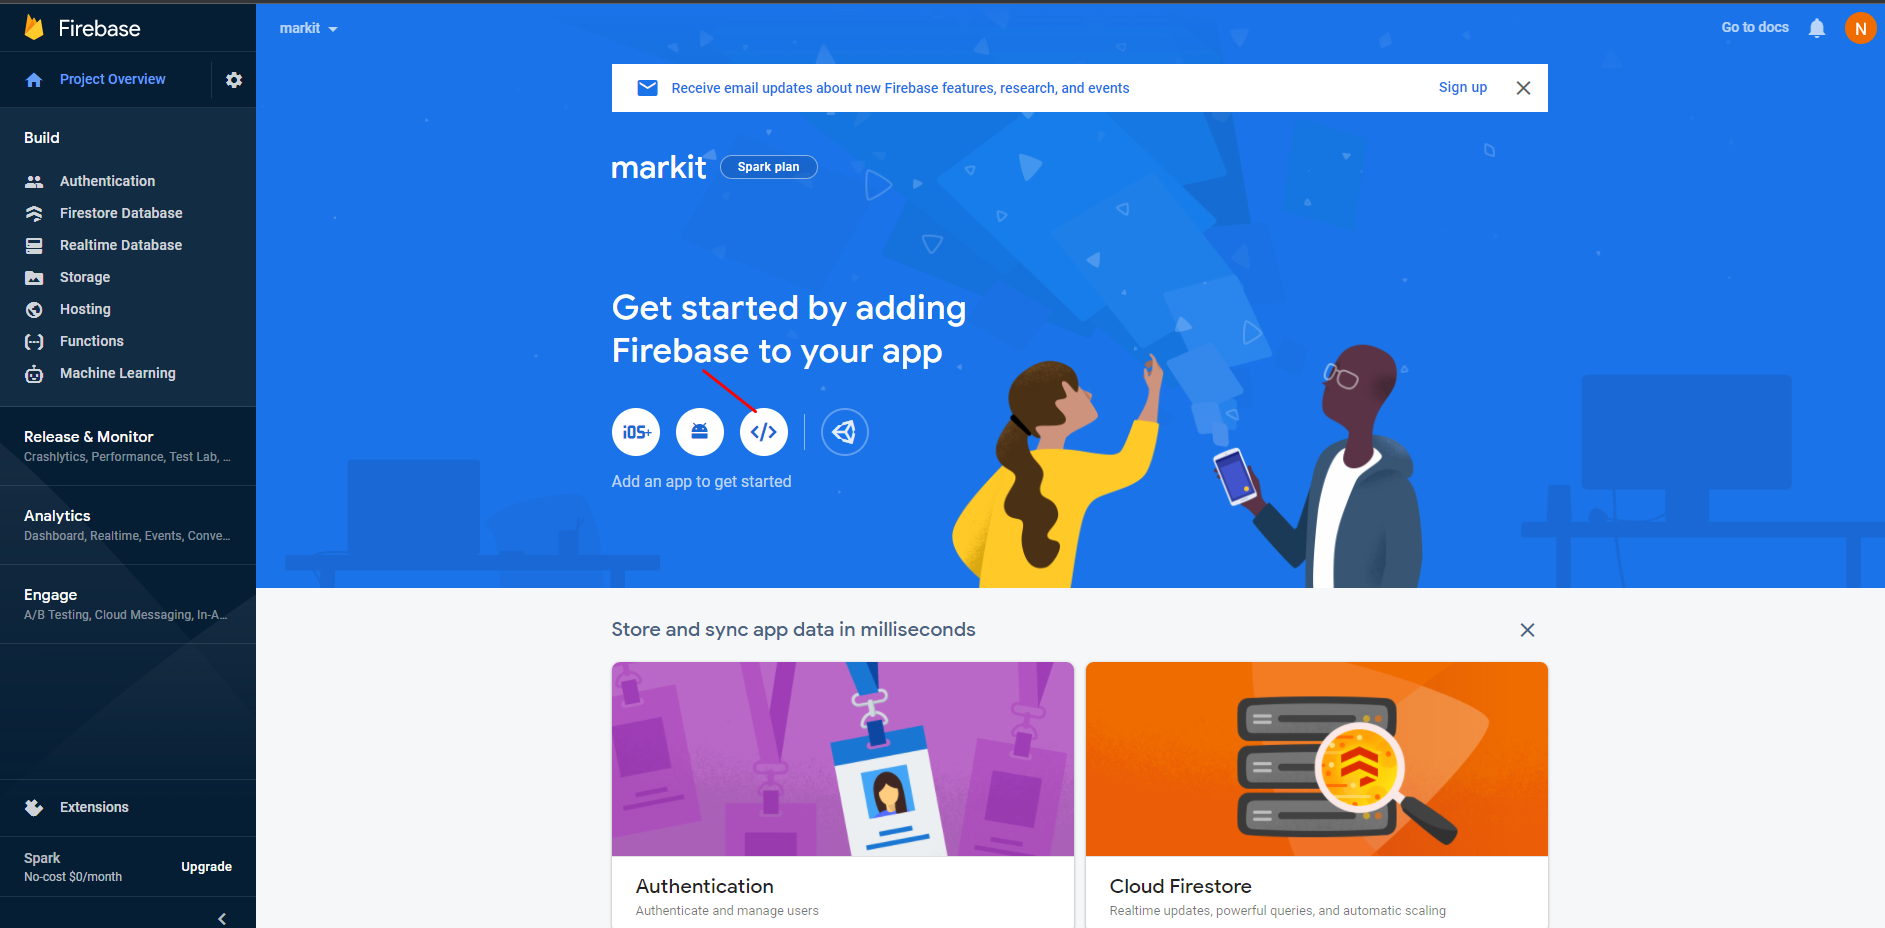 Firebase
Project Overview
Build
Authentication
Firestore Database
Realtime Database
Storage
Hosting
Functions
Machine Learning
Release & Monitor
Crashlytics, Performance, Test Lab, ...
Analytics
Dashboard, Realtime, Events, Conve...
Engage
A/B Testing, Cloud Messaging, In-A...
Extensions
Spark
No-cost $0/month
Upgrade
markit
Go to docs
N
Receive email updates about new Firebase features, research, and events
Sign up
markit
Spark plan
Get started by adding
Firebase to your app
iOS+
</>
Add an app to get started
Store and sync app data in milliseconds
Authentication
Authenticate and manage users
Cloud Firestore
Realtime updates, powerful queries, and automatic scaling